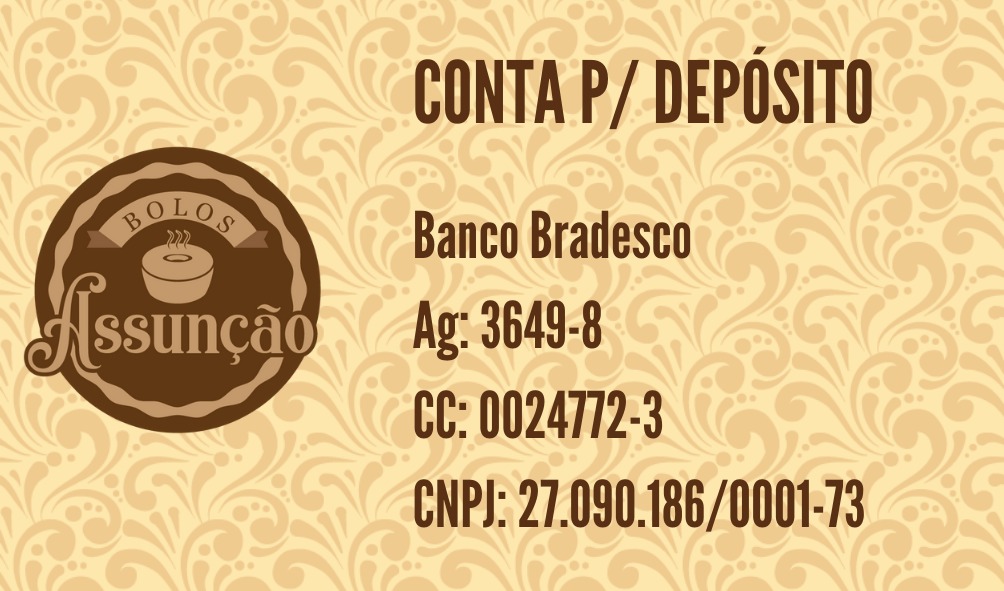 CONTA P/ DEPÓSITO
BOLOS
Assunção
Banco Bradesco
Ag: 3649-8
CC: 0024772-3
CNPJ: 27.090.186/0001-73